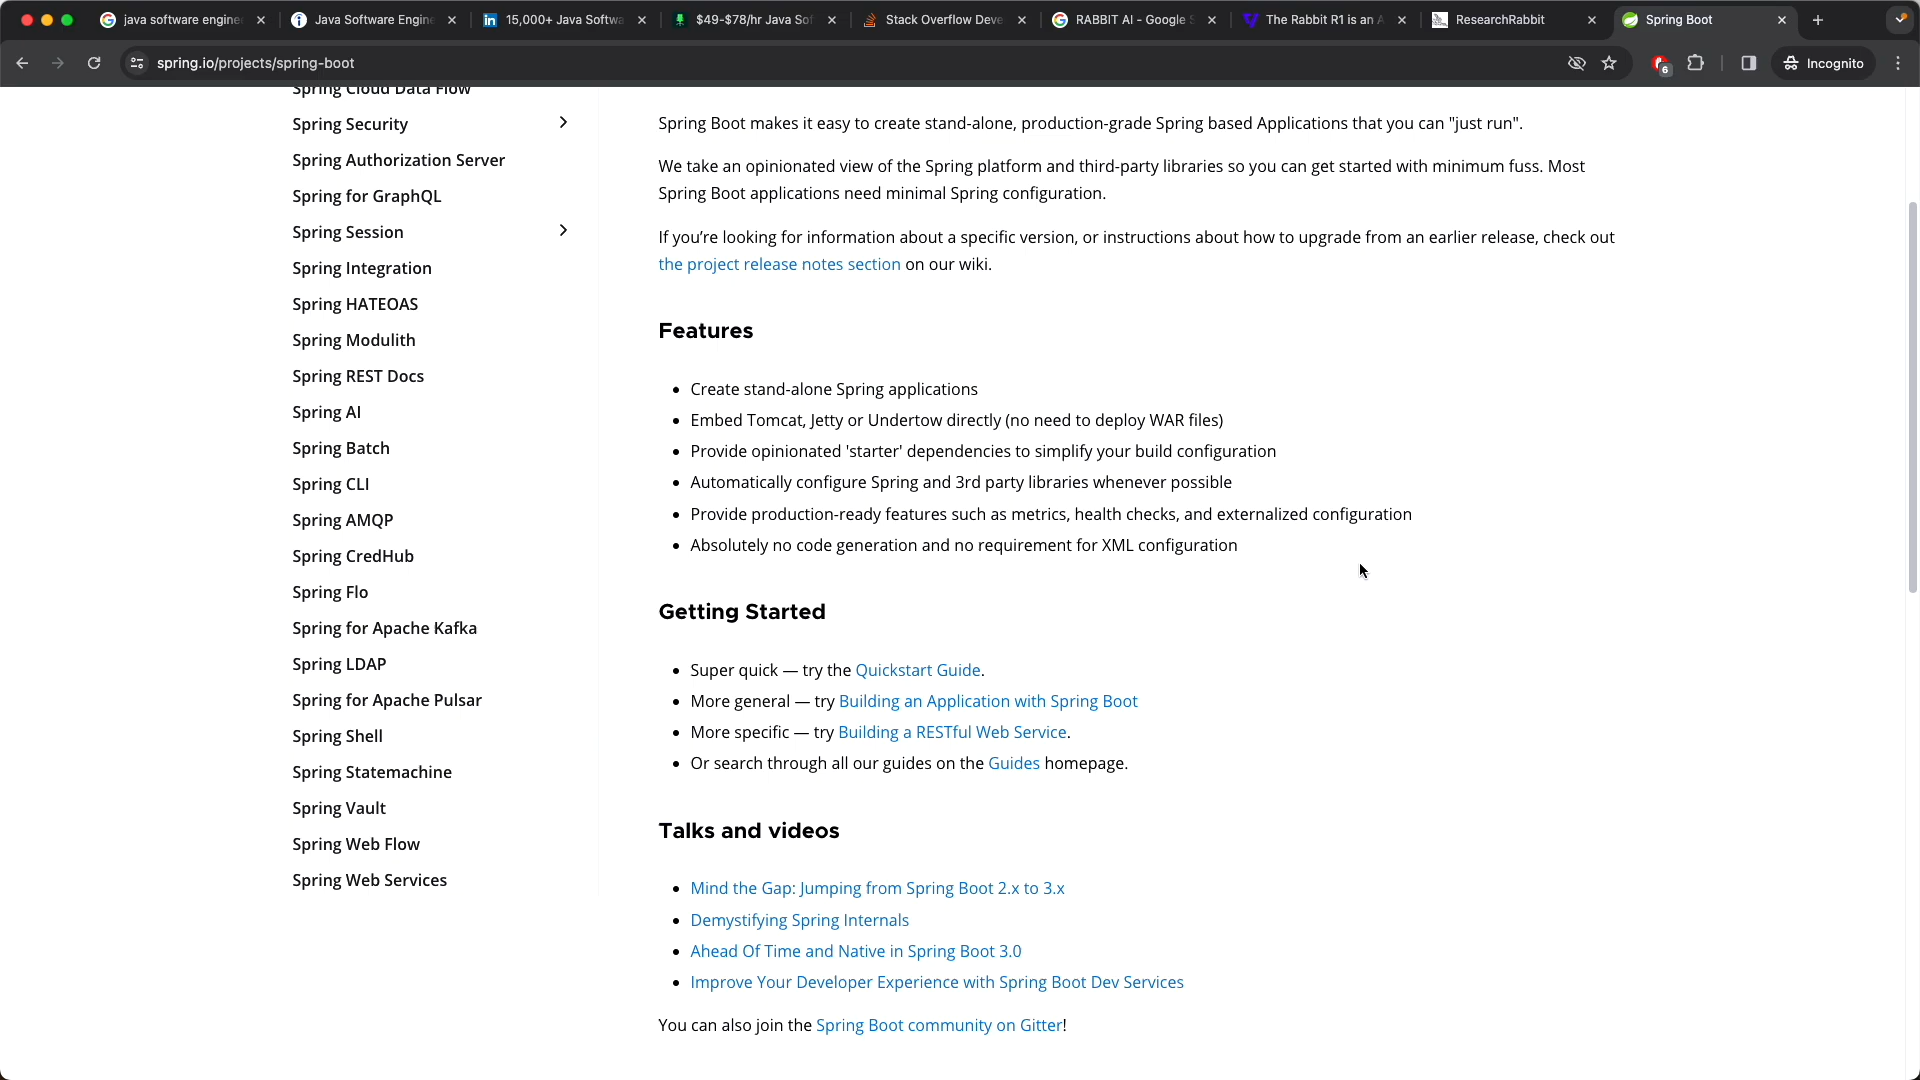 java software engine
Java Software Engine
15,000+ Java Softwa
$49-$78/hr Java Sof
Stack Overflow Deve
RABBIT AI - Google S
The Rabbit R1 is an A
ResearchRabbit
Spring Boot
spring.io/projects/spring-boot
6
Incognito
Spring Cloud Data Flow
Spring Security
Spring Authorization Server
Spring for GraphQL
Spring Session
Spring Integration
Spring HATEOAS
Spring Modulith
Spring REST Docs
Spring AI
Spring Batch
Spring CLI
Spring AMQP
Spring CredHub
Spring Flo
Spring for Apache Kafka
Spring LDAP
Spring for Apache Pulsar
Spring Shell
Spring Statemachine
Spring Vault
Spring Web Flow
Spring Web Services
Spring Boot makes it easy to create stand-alone, production-grade Spring based Applications that you can "just run".
We take an opinionated view of the Spring platform and third-party libraries so you can get started with minimum fuss. Most
Spring Boot applications need minimal Spring configuration.
If you’re looking for information about a specific version, or instructions about how to upgrade from an earlier release, check out
the project release notes section on our wiki.
Features
• Create stand-alone Spring applications
• Embed Tomcat, Jetty or Undertow directly (no need to deploy WAR files)
• Provide opinionated 'starter' dependencies to simplify your build configuration
• Automatically configure Spring and 3rd party libraries whenever possible
• Provide production-ready features such as metrics, health checks, and externalized configuration
• Absolutely no code generation and no requirement for XML configuration
Getting Started
• Super quick — try the Quickstart Guide.
• More general — try Building an Application with Spring Boot
• More specific — try Building a RESTful Web Service.
• Or search through all our guides on the Guides homepage.
Talks and videos
• Mind the Gap: Jumping from Spring Boot 2.x to 3.x
• Demystifying Spring Internals
• Ahead Of Time and Native in Spring Boot 3.0
• Improve Your Developer Experience with Spring Boot Dev Services
You can also join the Spring Boot community on Gitter!